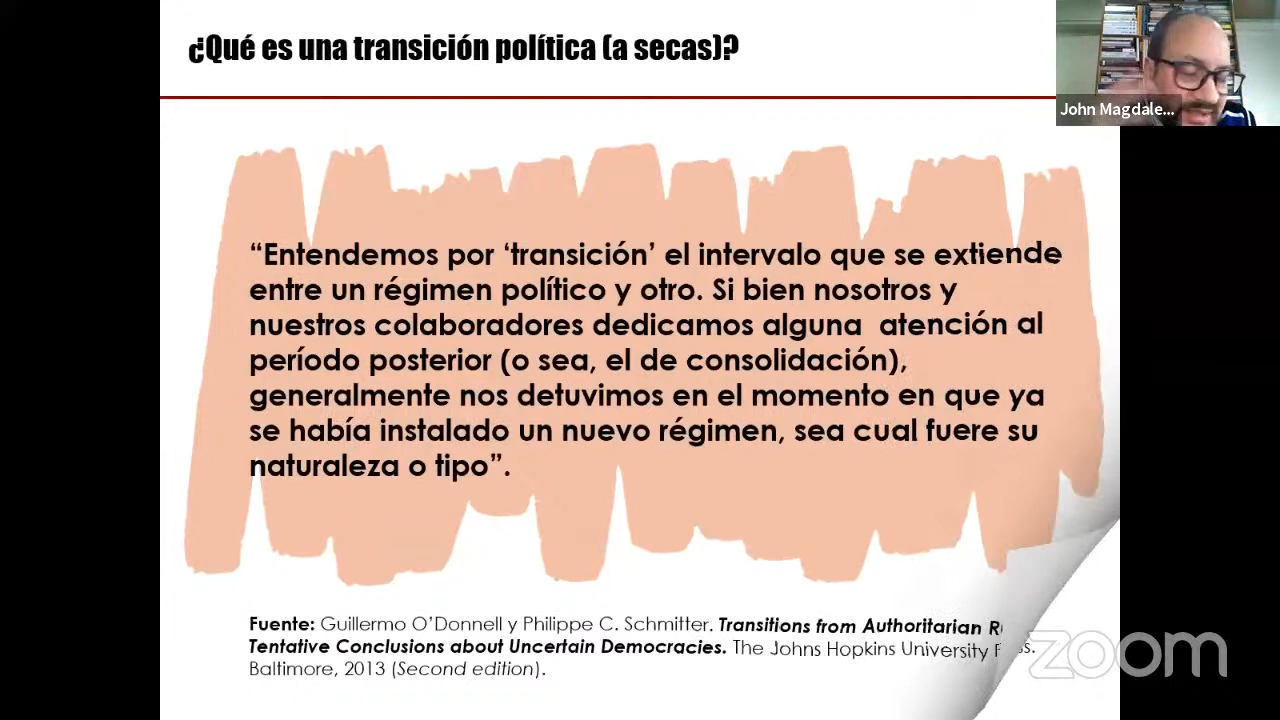 ¿Qué es una transición política (a secas)?
John Magdale...
“Entendemos por ‘transición’ el intervalo que se extiende
entre un régimen político y otro. Si bien nosotros y
nuestros colaboradores dedicamos alguna atención al
período posterior (o sea, el de consolidación),
generalmente nos detuvimos en el momento en que ya
se había instalado un nuevo régimen, sea cual fuere su
naturaleza o tipo”.
Fuente: Guillermo O’Donnell y Philippe C. Schmitter. Transitions from Authoritarian
Tentative Conclusions about Uncertain Democracies. The Johns Hopkins University
Baltimore, 2013 (Second edition).
zoom